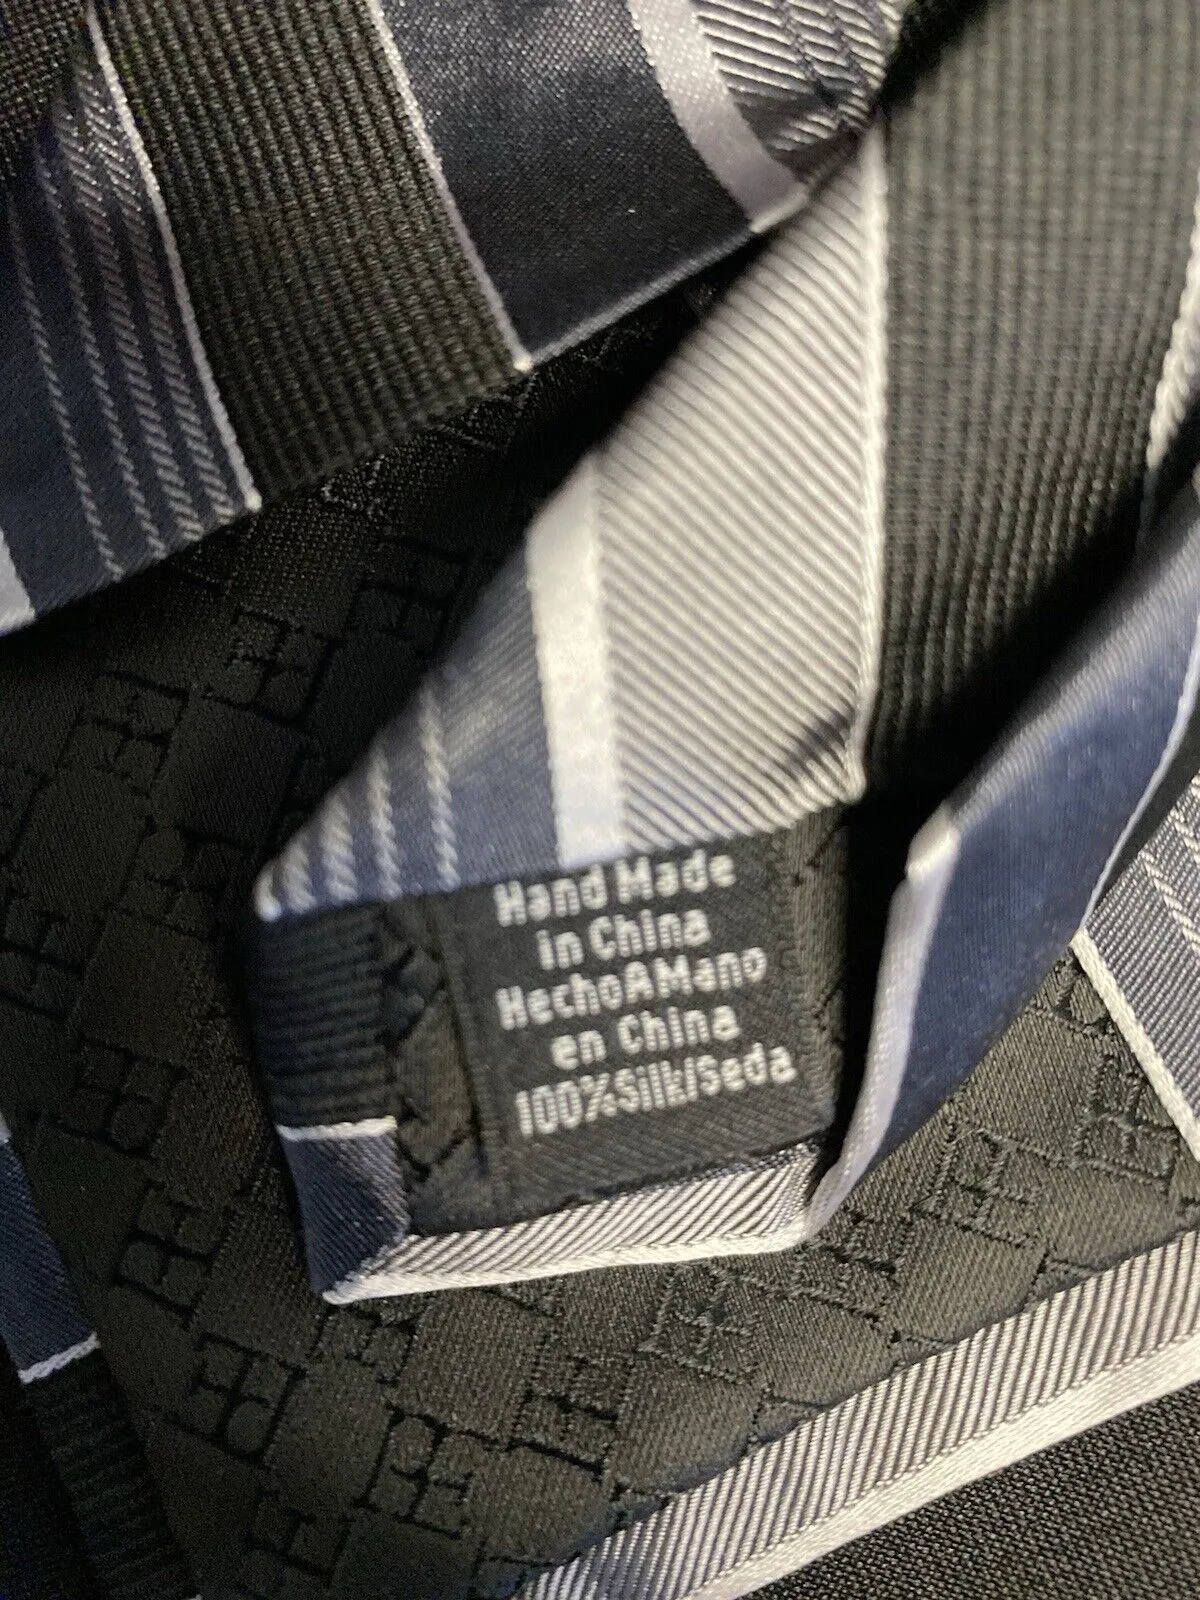 Hand Made
in China
HechoAMano
en China
100%Silk/Seda